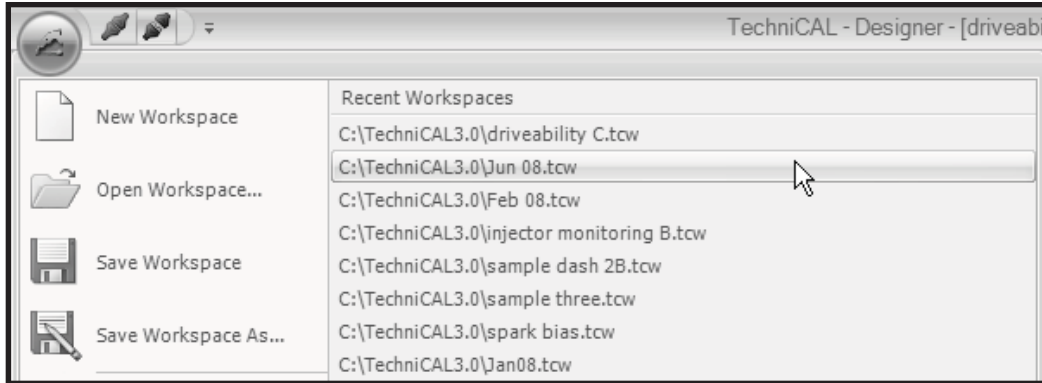 TechniCAL - Designer - [driveabi
New Workspace
Open Workspace...
Save Workspace
Save Workspace As...
Recent Workspaces
C:\TechniCAL3.0\driveability C.tcw
C:\TechniCAL3.0\Jun 08.tcw
C:\TechniCAL3.0\Feb 08.tcw
C:\TechniCAL3.0\injector monitoring B.tcw
C:\TechniCAL3.0\sample dash 2B.tcw
C:\TechniCAL3.0\sample three.tcw
C:\TechniCAL3.0\spark bias.tcw
C:\TechniCAL3.0\Jan08.tcw